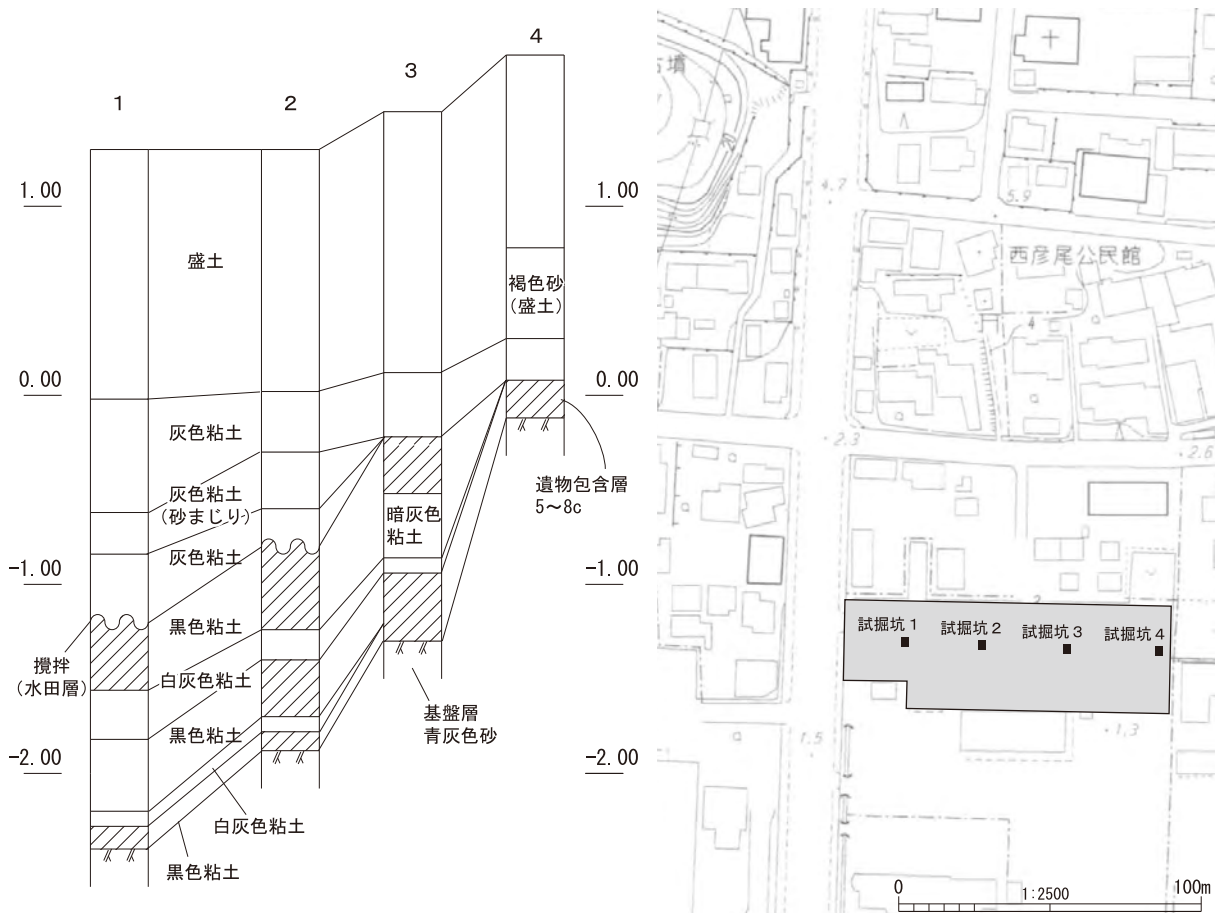 1
2
3
4
1.00
0.00
-1.00
-2.00
1.00
0.00
-1.00
-2.00
盛土
褐色砂
(盛土)
灰色粘土
灰色粘土
(砂まじり)
灰色粘土
黒色粘土
白灰色粘土
黒色粘土
白灰色粘土
黒色粘土
攪拌
(水田層)
暗灰色
粘土
遺物包含層
5〜8c
基盤層
青灰色砂
古墳
4.7
5.9
西彦尾公民館
4
2.3
2.6
2
試掘坑1
試掘坑2
試掘坑3
試掘坑4
1.5
1.3
0
1:2500
100m